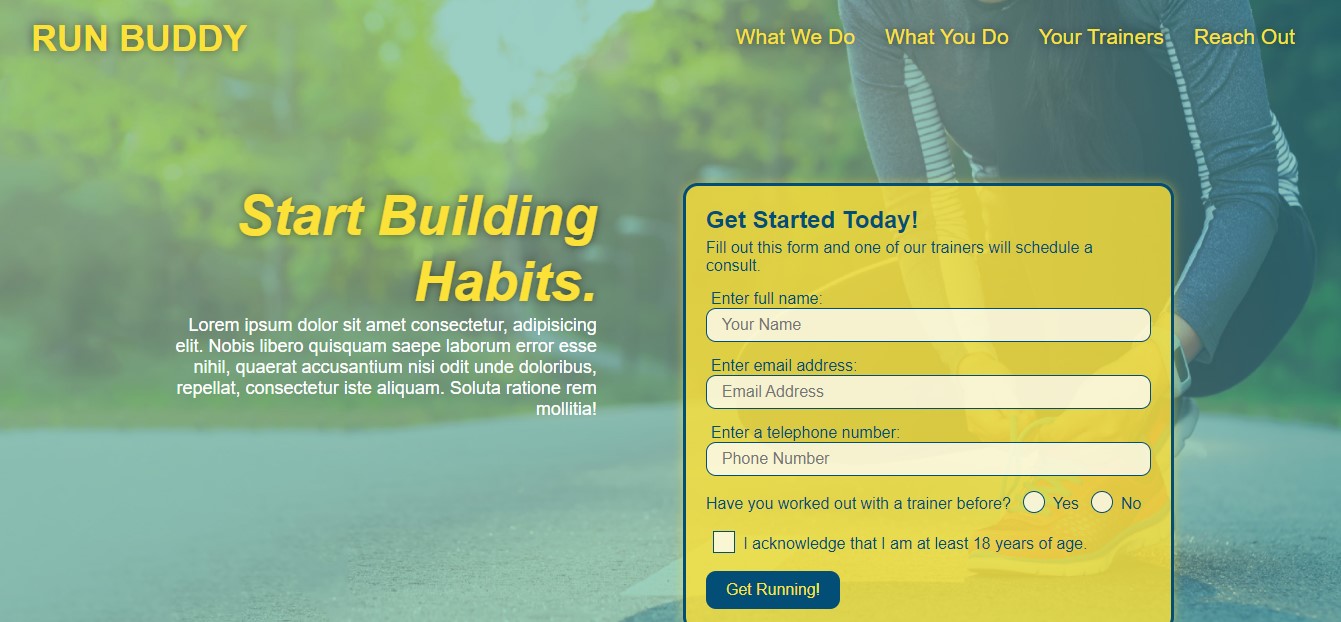 RUN BUDDY
What We Do What You Do Your Trainers Reach Out
Start Building
Habits.
Lorem ipsum dolor sit amet consectetur, adipisicing
elit. Nobis libero quisquam saepe laborum error esse
nihil, quaerat accusantium nisi odit unde doloribus,
repellat, consectetur iste aliquam. Soluta ratione rem
mollitia!
Get Started Today!
Fill out this form and one of our trainers will schedule a
consult.
Enter full name:
Your Name
Enter email address:
Email Address
Enter a telephone number:
Phone Number
Have you worked out with a trainer before? Yes No
I acknowledge that I am at least 18 years of age.
Get Running!